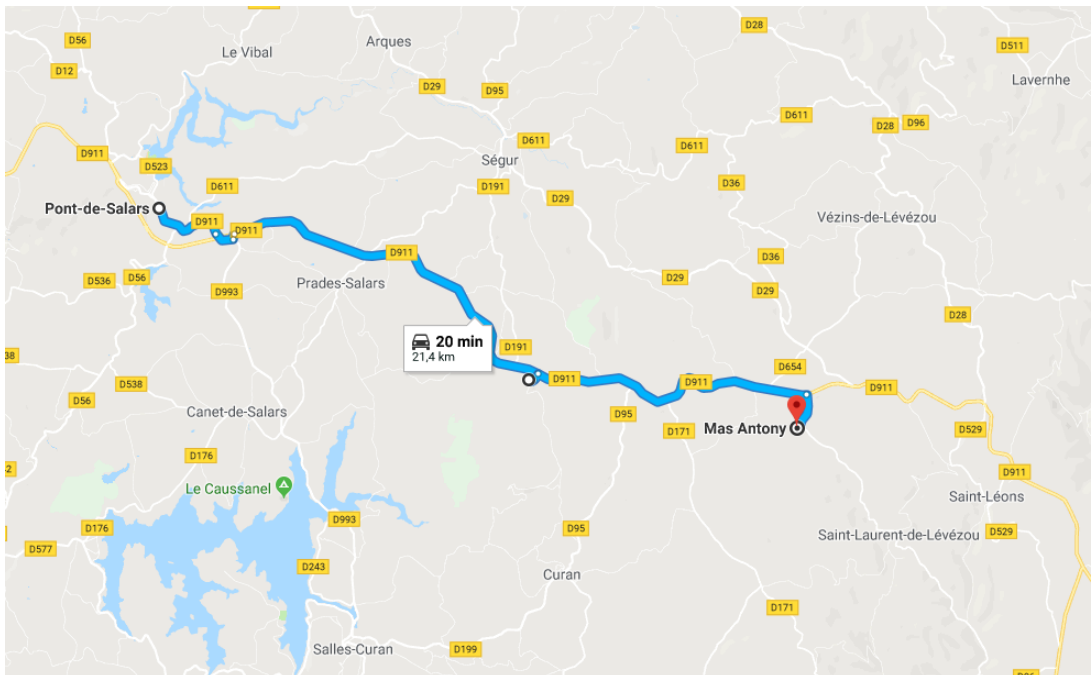 D56
D28
Arques
D511
Le Vibal
D12
Lavernhe
D29
D95
D611
D28
D96
D911
D611
D611
D523
Ségur
D611
D191
D36
D29
Pont-de-Salars
D911
D911
Vézins-de-Lévézou
D911
D36
D536
D56
Prades-Salars
D29
D993
D29
D28
20 min
21,4 km
D191
38
D654
D911
D911
D911
D538
D56
Canet-de-Salars
D95
Mas Antony
D171
D529
D176
D911
Le Caussanel
Saint-Léons
D993
D176
D95
Saint-Laurent-de-Lévézou
D529
D577
D243
Curan
D171
Salles-Curan
D199